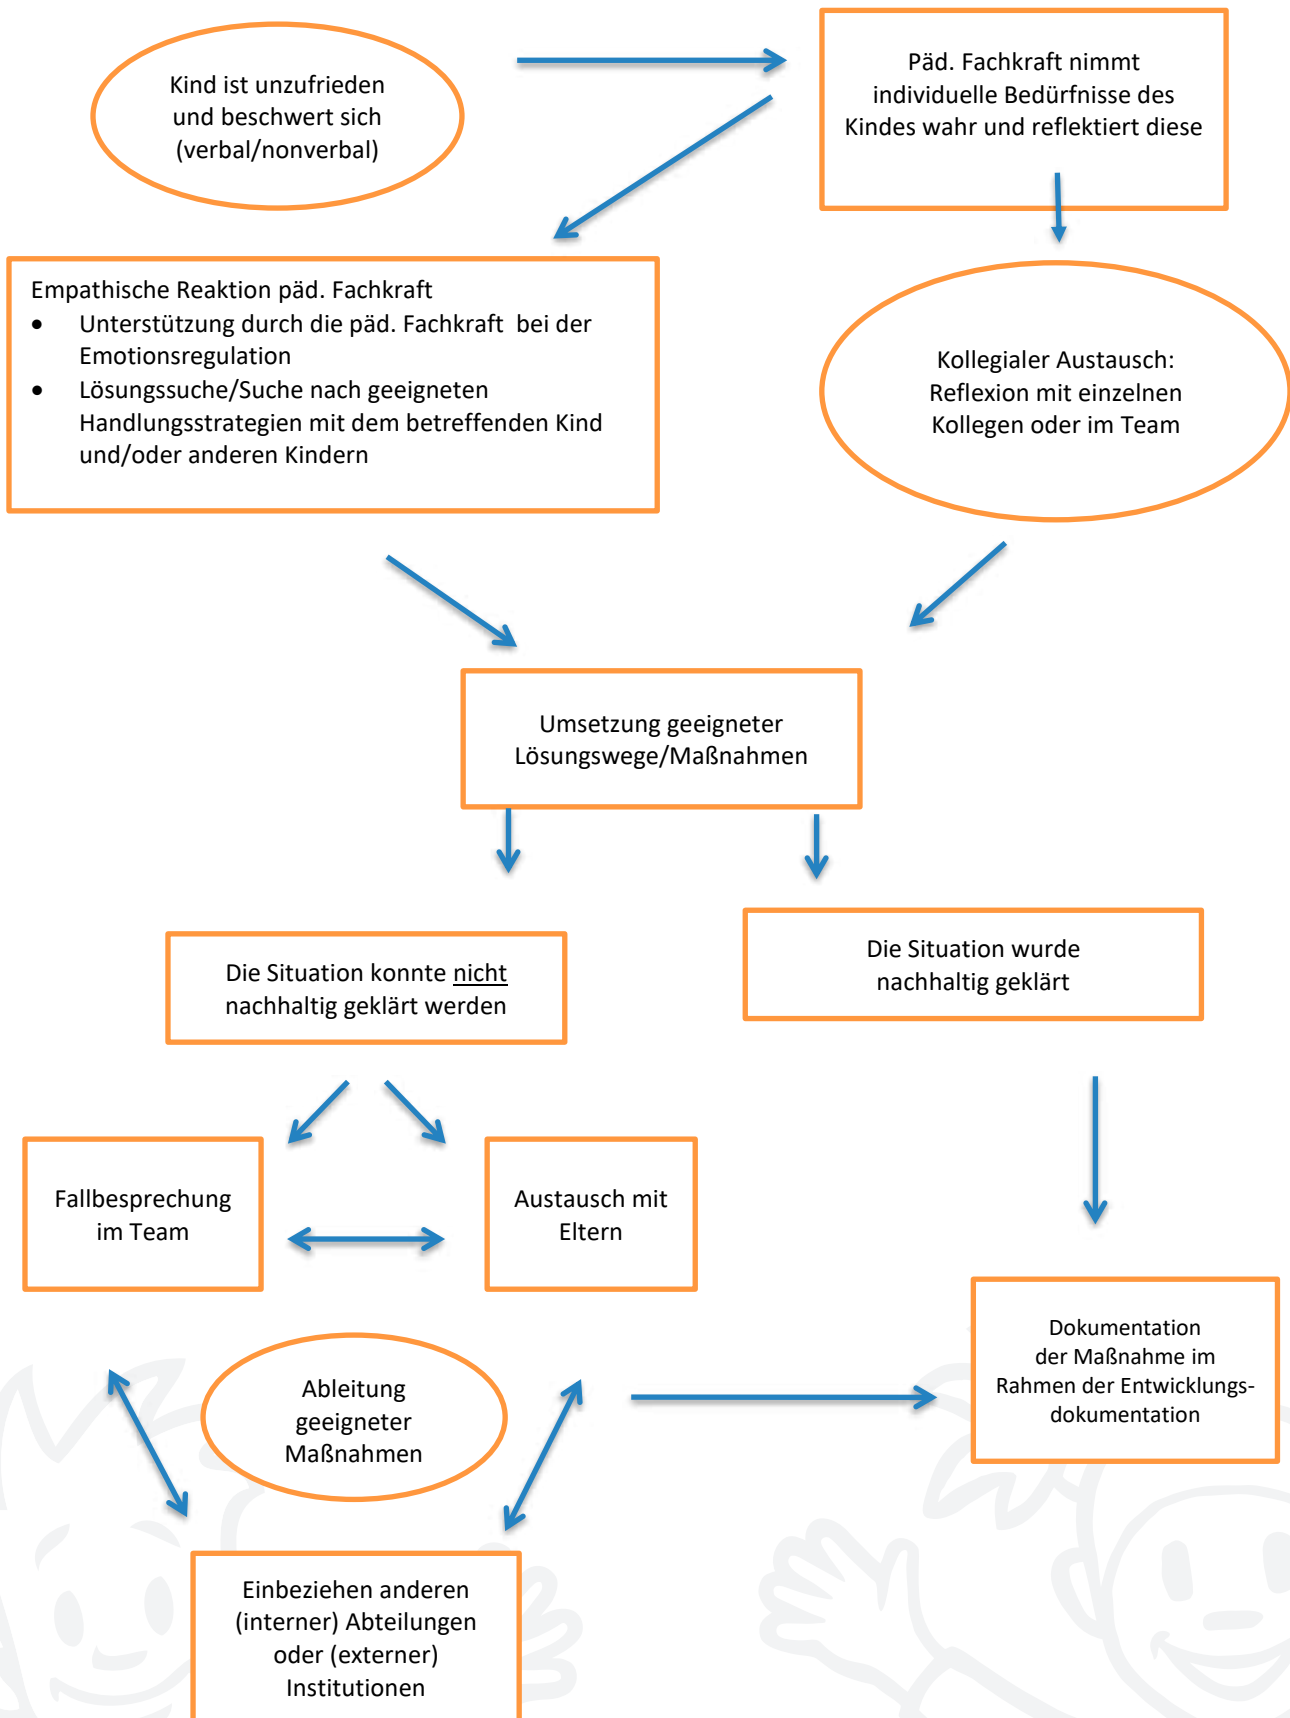 Kind ist unzufrieden
und beschwert sich
(verbal/nonverbal)
Päd. Fachkraft nimmt
individuelle Bedürfnisse des
Kindes wahr und reflektiert diese
Empathische Reaktion päd. Fachkraft
• Unterstützung durch die päd. Fachkraft  bei der
Emotionsregulation
• Lösungssuche/Suche nach geeigneten
Handlungsstrategien mit dem betreffenden Kind
und/oder anderen Kindern
Kollegialer Austausch:
Reflexion mit einzelnen
Kollegen oder im Team
Umsetzung geeigneter
Lösungswege/Maßnahmen
Die Situation konnte nicht
nachhaltig geklärt werden
Die Situation wurde
nachhaltig geklärt
Fallbesprechung
im Team
Austausch mit
Eltern
Ableitung
geeigneter
Maßnahmen
Dokumentation
der Maßnahme im
Rahmen der Entwicklungs-
dokumentation
Einbeziehen anderen
(interner) Abteilungen
oder (externer)
Institutionen